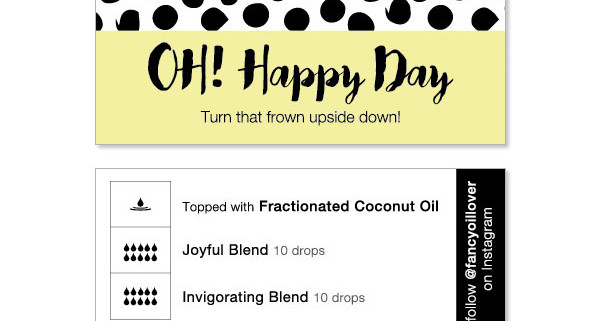 OH! Happy Day
Turn that frown upside down!
Topped with Fractionated Coconut Oil
Joyful Blend 10 drops
Invigorating Blend 10 drops
follow @fancyoillover
on Instagram